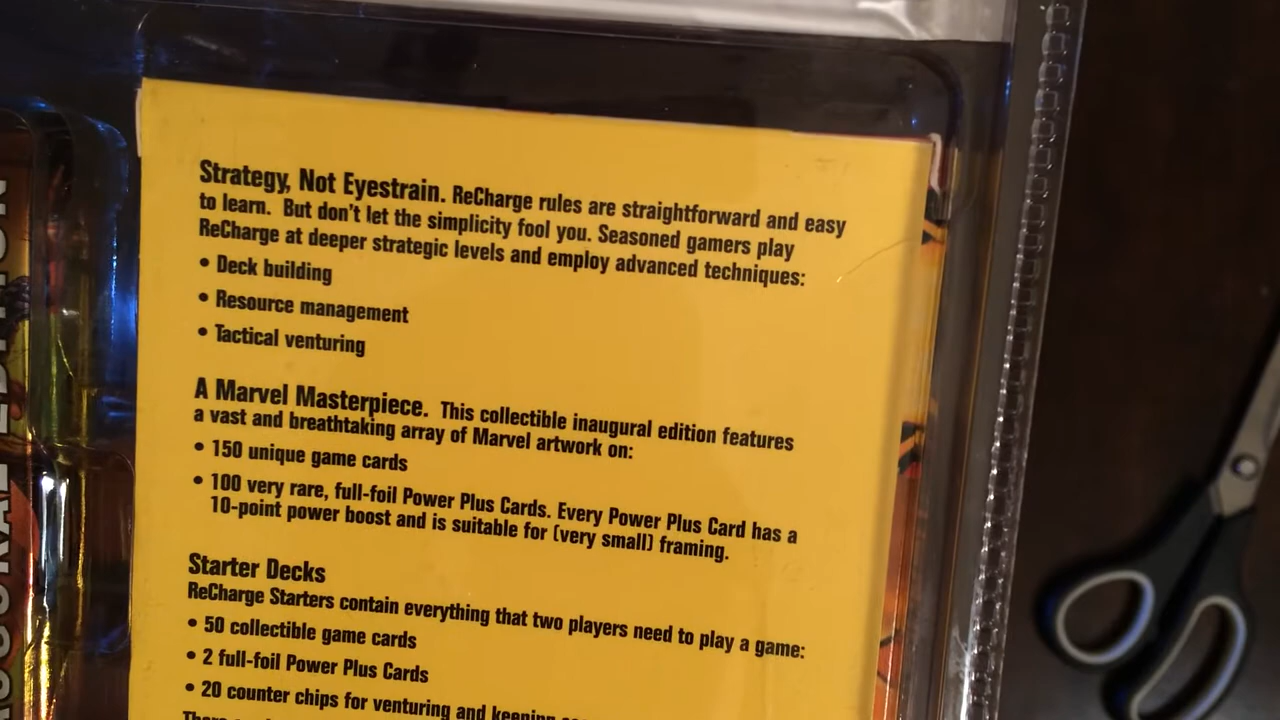 Strategy, Not Eyestrain. ReCharge rules are straightforward and easy
to learn. But don't let the simplicity fool you. Seasoned gamers play
ReCharge at deeper strategic levels and employ advanced techniques:
• Deck building
• Resource management
• Tactical venturing
A Marvel Masterpiece. This collectible inaugural edition features
a vast and breathtaking array of Marvel artwork on:
• 150 unique game cards
• 100 very rare, full-foil Power Plus Cards. Every Power Plus Card has a
10-point power boost and is suitable for (very small) framing.
Starter Decks
ReCharge Starters contain everything that two players need to play a game:
• 50 collectible game cards
• 2 full-foil Power Plus Cards
• 20 counter chips for venturing and keeping